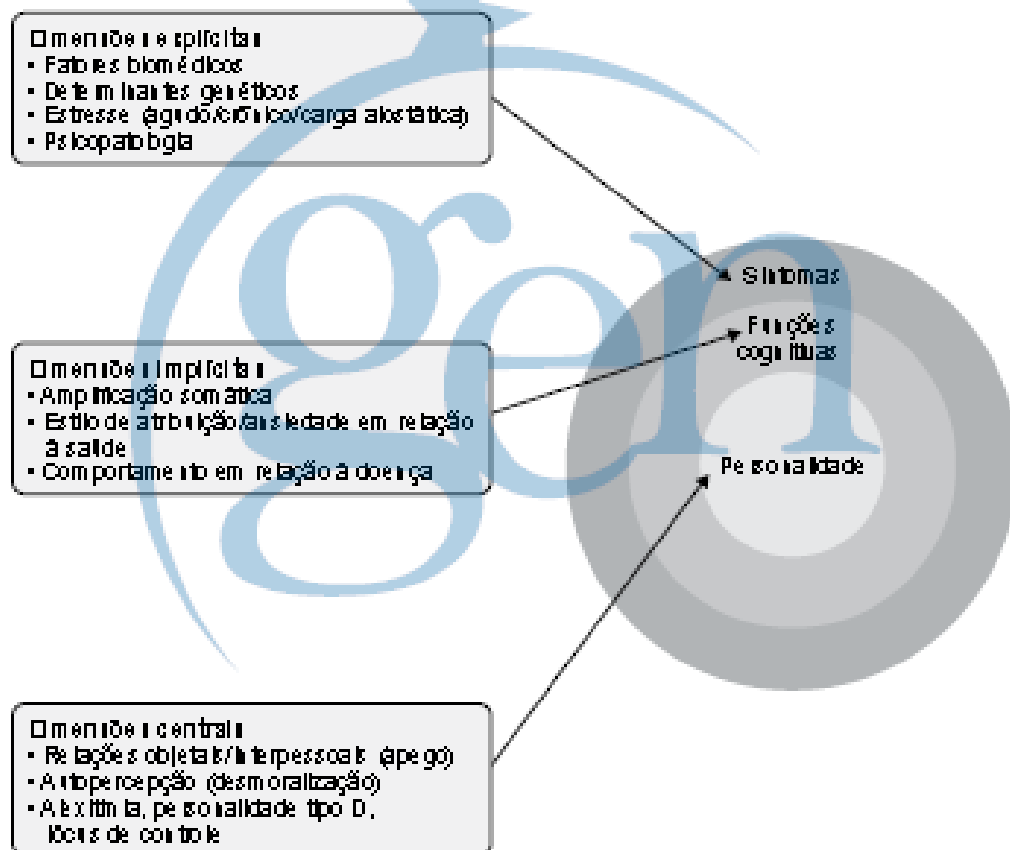 Dimensões explícitas
• Fatores biomédicos
• Determinantes genéticos
• Estresse (agudo/crônico/carga alostática)
• Psicopatologia
Sintomas
Funções
cognitivas
Dimensões implícitas
• Amplificação somática
• Estilo de atribuição/ansiedade em relação
à saúde
• Comportamento em relação à doença
Personalidade
Dimensões centrais
• Relações objetais/interpessoais (apego)
• Autopercepção (desmoralização)
• Alexitimia, personalidade tipo D,
lócus de controle
gen